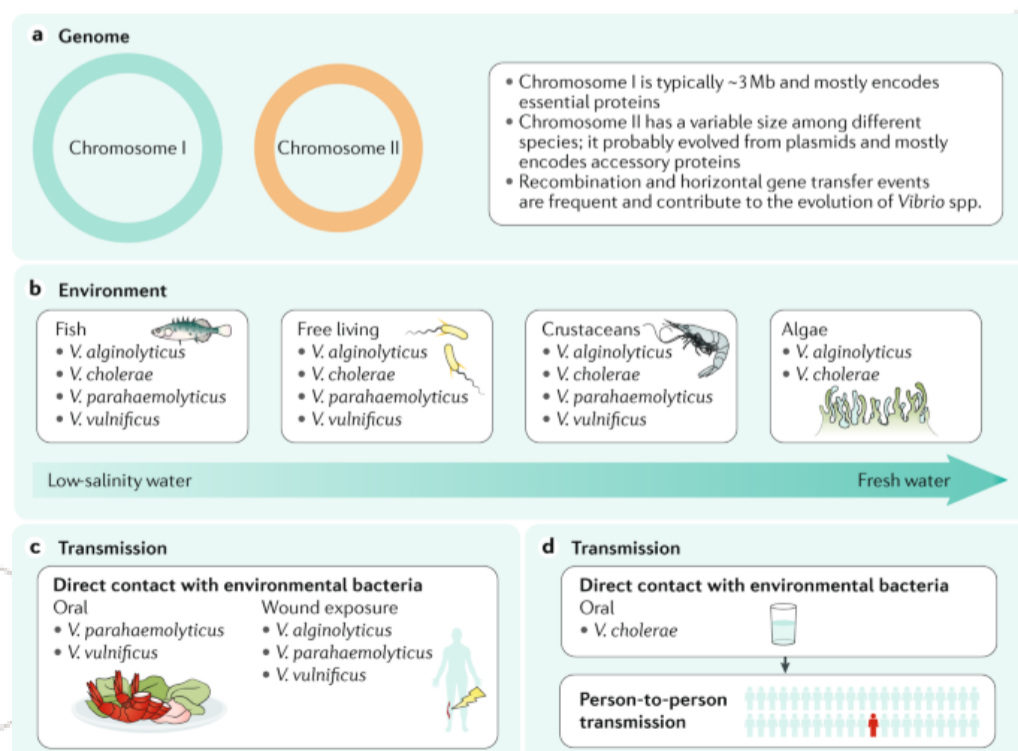 a Genome
Chromosome I
Chromosome II
• Chromosome I is typically ~3 Mb and mostly encodes
essential proteins
• Chromosome II has a variable size among different
species; it probably evolved from plasmids and mostly
encodes accessory proteins
• Recombination and horizontal gene transfer events
are frequent and contribute to the evolution of Vibrio spp.
b Environment
Fish
• V. alginolyticus
• V. cholerae
• V. parahaemolyticus
• V. vulnificus
Free living
• V. alginolyticus
• V. cholerae
• V. parahaemolyticus
• V. vulnificus
Crustaceans
• V. alginolyticus
• V. cholerae
• V. parahaemolyticus
• V. vulnificus
Algae
• V. alginolyticus
• V. cholerae
Low-salinity water
Fresh water
c Transmission
Direct contact with environmental bacteria
Oral
• V. parahaemolyticus
• V. vulnificus
Wound exposure
• V. alginolyticus
• V. parahaemolyticus
• V. vulnificus
d Transmission
Direct contact with environmental bacteria
Oral
• V. cholerae
Person-to-person
transmission